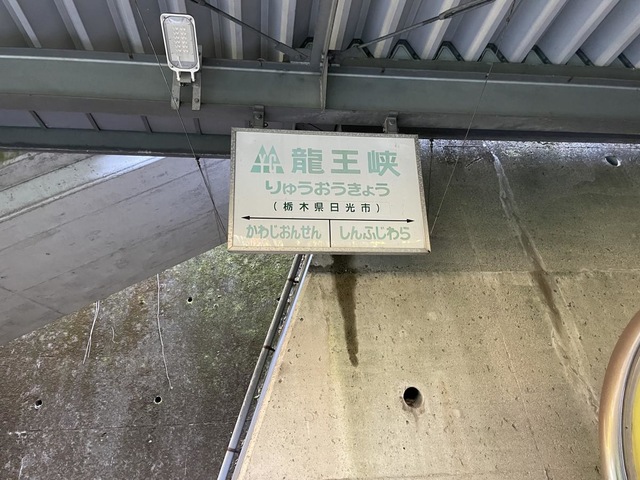 龍王峡
りゅうおうきょう
(栃木県日光市)
かわじおんせん しんふじわら